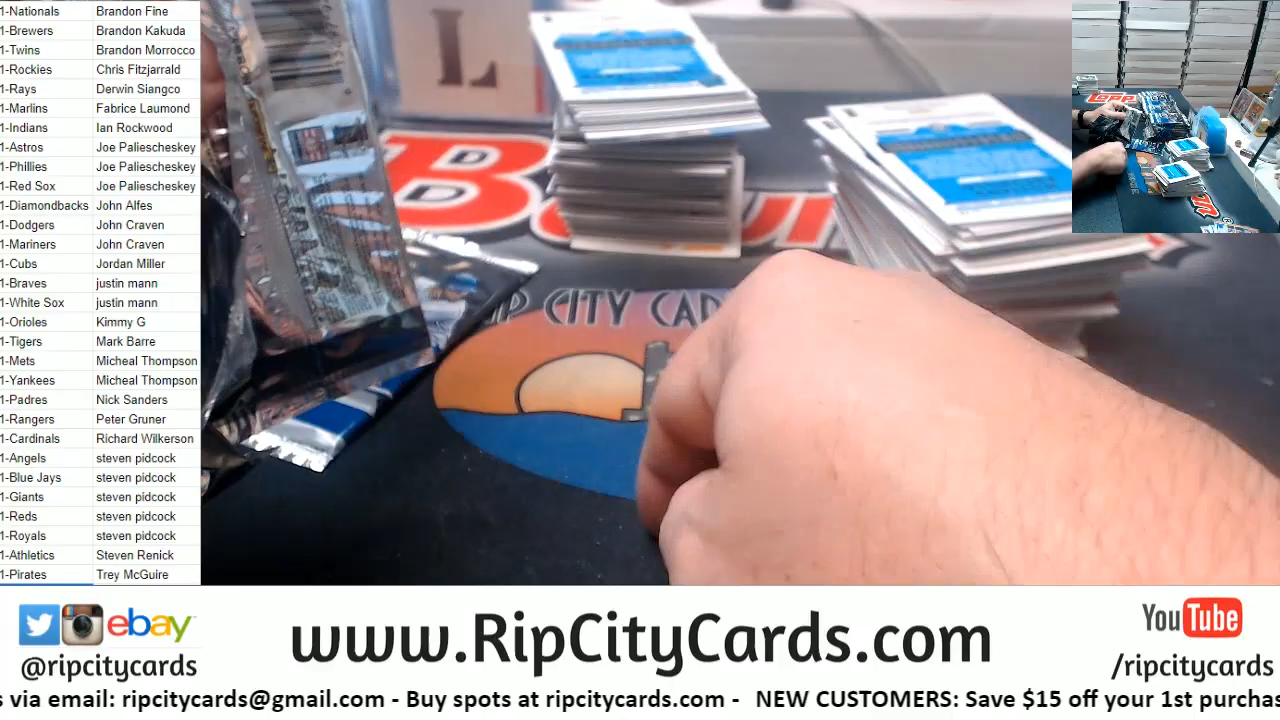 1-Nationals Brandon Fine
1-Brewers Brandon Kakuda
1-Twins Brandon Morrocco
1-Rockies Chris Fitzjarrald
1-Rays Derwin Siangco
1-Marlins Fabrice Laumond
1-Indians Ian Rockwood
1-Astros Joe Paliescheskey
1-Phillies Joe Paliescheskey
1-Red Sox Joe Paliescheskey
1-Diamondbacks John Alfes
1-Dodgers John Craven
1-Mariners John Craven
1-Cubs Jordan Miller
1-Braves justin mann
1-White Sox justin mann
1-Orioles Kimmy G
1-Tigers Mark Barre
1-Mets Micheal Thompson
1-Yankees Micheal Thompson
1-Padres Nick Sanders
1-Rangers Peter Gruner
1-Cardinals Richard Wilkerson
1-Angels steven pidcock
1-Blue Jays steven pidcock
1-Giants steven pidcock
1-Reds steven pidcock
1-Royals steven pidcock
1-Athletics Steven Renick
1-Pirates Trey McGuire
L
IP CITY CAR
ebay
@ripcitycards
www.RipCityCards.com
YouTube
/ripcitycards
s via email: ripcitycards@gmail.com - Buy spots at ripcitycards.com - NEW CUSTOMERS: Save $15 off your 1st purchas